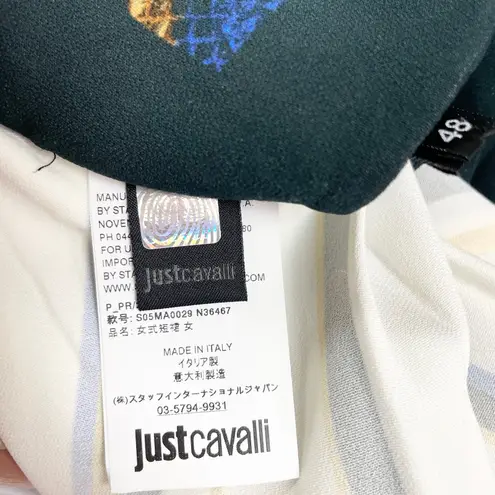 48
MANU
BY STA A.
NOVE
PH 044 80
FOR U
IMPOR
BY STA
WWW. .COM
justcavalli
P_PR/
款号: S05MA0029 N36467
品名: 女式短裙 女
MADE IN ITALY
イタリア製
意大利製造
(株)スタッフインターナショナルジャパン
03-5794-9931
justcavalli